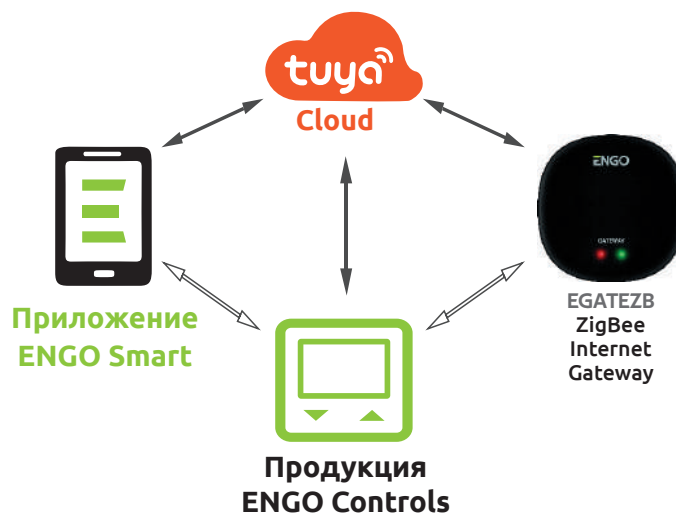 tuya
Cloud
ENGO
GATEWAY
Приложение
ENGO Smart
EGATEZB
ZigBee
Internet
Gateway
Продукция
ENGO Controls